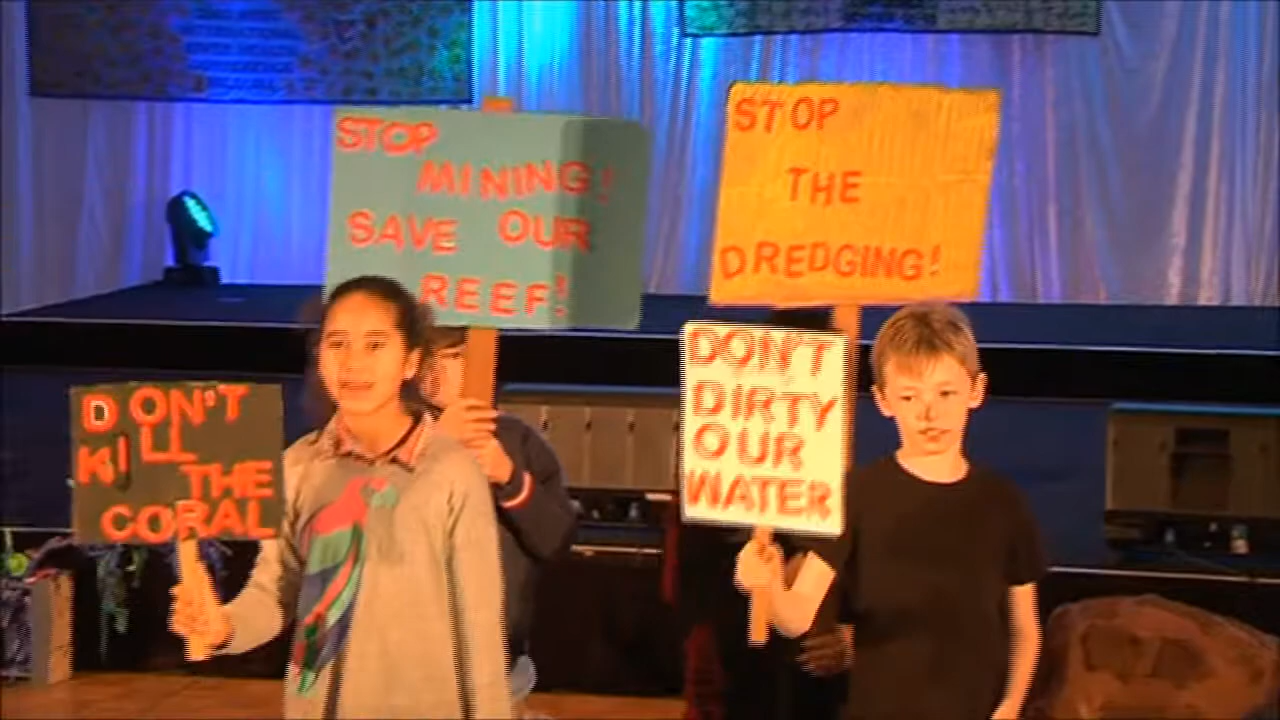 STOP
MINING!
SAVE OUR
REEF!
STOP
THE
DREDGING!
DON'T
KILL
THE
CORAL
DON'T
DIRTY
OUR
WATER